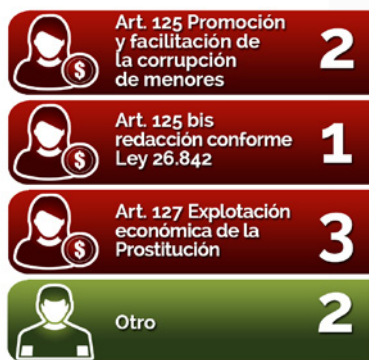 Art. 125 Promoción
y facilitación de
la corrupción
de menores
2
$
Art. 125 bis
redacción conforme
Ley 26.842
1
$
Art. 127 Explotación
económica de la
Prostitución
3
$
Otro
2